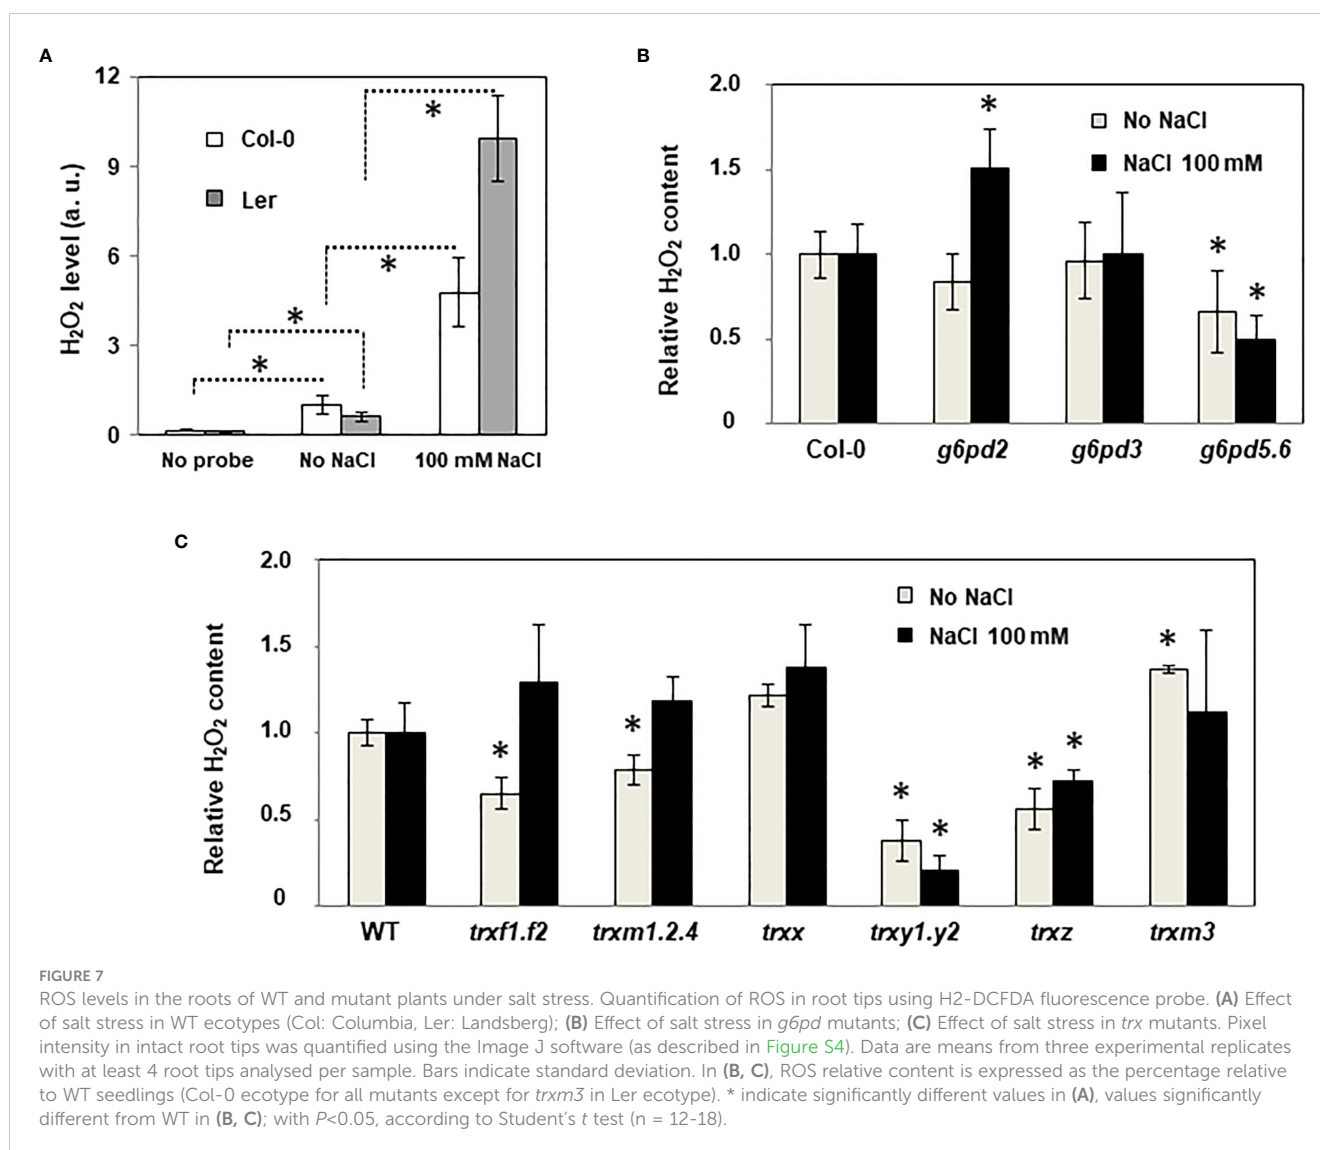 A
12
9
6
3
0
H2O2 level (a. u.)
Col-0
Ler
*
*
*
*
No probe No NaCl 100 mM NaCl
B
2.0
1.5
1.0
0.5
0
Relative H2O2 content
No NaCl
NaCl 100 mM
*
*
*
Col-0 g6pd2 g6pd3 g6pd5.6
C
2.0
1.5
1.0
0.5
0
Relative H2O2 content
No NaCl
NaCl 100 mM
*
*
*
*
*
*
*
WT trxf1.f2 trxm1.2.4 trxx trxy1.y2 trxz trxm3
FIGURE 7
ROS levels in the roots of WT and mutant plants under salt stress. Quantification of ROS in root tips using H2-DCFDA fluorescence probe. (A) Effect
of salt stress in WT ecotypes (Col: Columbia, Ler: Landsberg); (B) Effect of salt stress in g6pd mutants; (C) Effect of salt stress in trx mutants. Pixel
intensity in intact root tips was quantified using the Image J software (as described in Figure S4). Data are means from three experimental replicates
with at least 4 root tips analysed per sample. Bars indicate standard deviation. In (B, C), ROS relative content is expressed as the percentage relative
to WT seedlings (Col-0 ecotype for all mutants except for trxm3 in Ler ecotype). * indicate significantly different values in (A), values significantly
different from WT in (B, C); with P<0.05, according to Student's t test (n = 12-18).